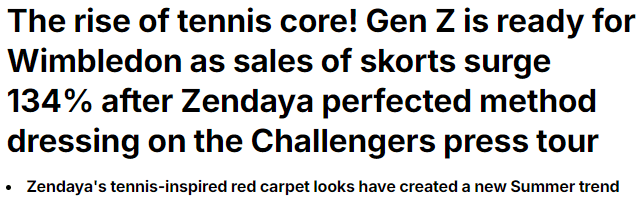 The rise of tennis core! Gen Z is ready for
Wimbledon as sales of skorts surge
134% after Zendaya perfected method
dressing on the Challengers press tour
• Zendaya's tennis-inspired red carpet looks have created a new Summer trend